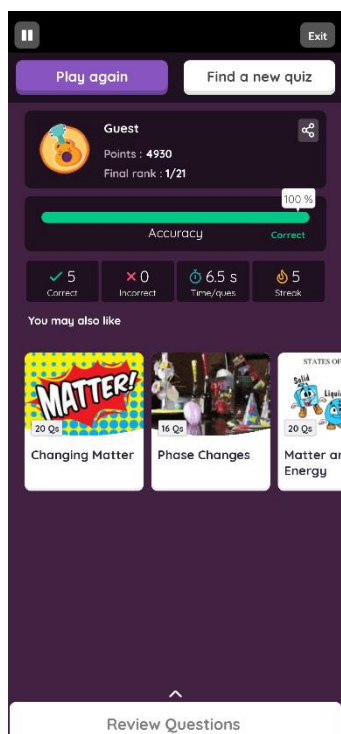 Exit
Play again
Find a new quiz
Guest
Points : 4930
Final rank : 1/21
100 %
Accuracy
Correct
5
Correct
0
Incorrect
6.5 s
Time/ques
5
Streak
You may also like
MATTER!
20 Qs
Changing Matter
16 Qs
Phase Changes
STATES OF
Solid
Liqui
20 Qs
Matter an
Energy
Review Questions